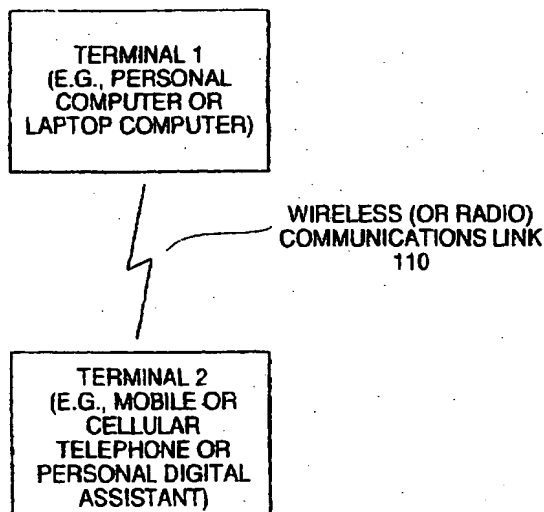 TERMINAL 1
(E.G., PERSONAL
COMPUTER OR
LAPTOP COMPUTER)
WIRELESS (OR RADIO)
COMMUNICATIONS LINK
110
TERMINAL 2
(E.G., MOBILE OR
CELLULAR
TELEPHONE OR
PERSONAL DIGITAL
ASSISTANT)